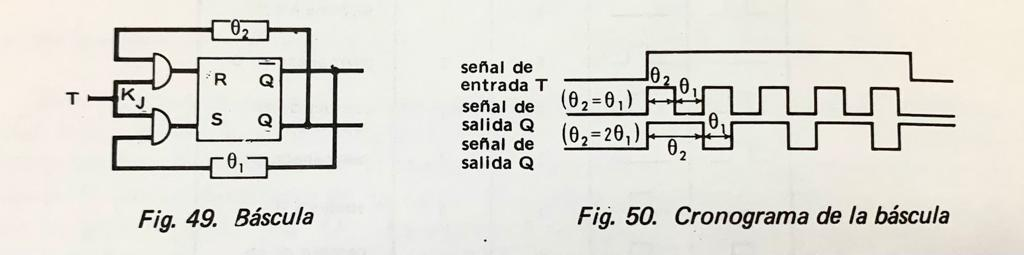 θ₂
T
K
J
R
Q̅
S
Q
θ₁
Fig. 49. Báscula
señal de
entrada T
θ₂
θ₁
(θ₂=θ₁)
señal de
salida Q
θ₁
(θ₂=2θ₁)
θ₂
señal de
salida Q
Fig. 50. Cronograma de la báscula